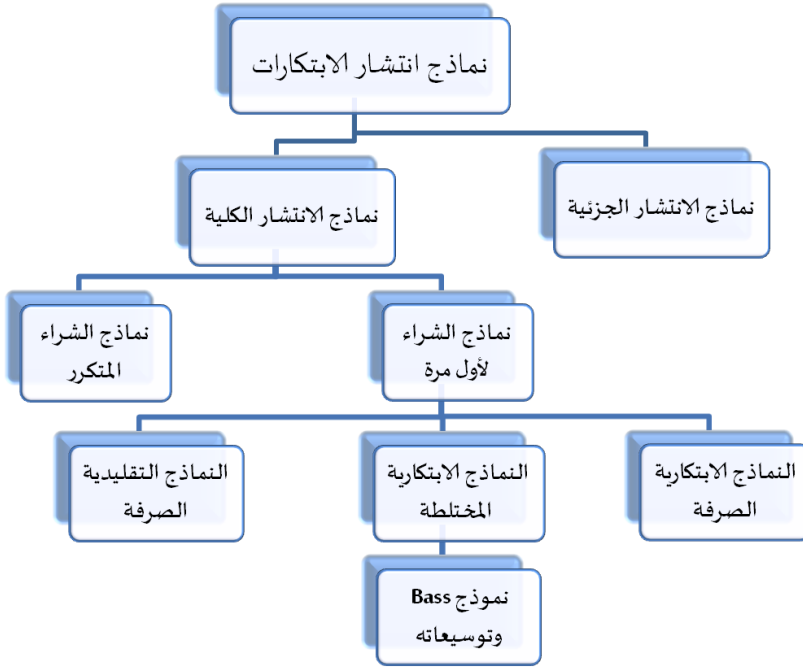 نماذج انتشار الابتكارات
نماذج الانتشار الجزئية
نماذج الانتشار الكلية
نماذج الشراء
لأول مرة
نماذج الشراء
المتكرر
النماذج الابتكارية
الصرفة
النماذج الابتكارية
المختلطة
النماذج التقليدية
الصرفة
نموذج Bass
وتوسيعاته